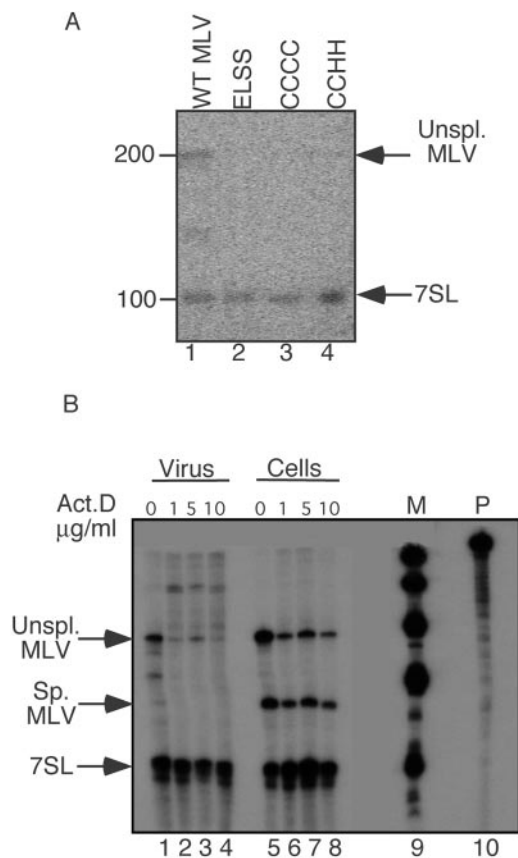 A
WT MLV
ELSS
CCCC
CCHH
200
Unspl.
MLV
100
7SL
1 2 3 4
B
Virus Cells
Act.D 0 1 5 10 0 1 5 10 M P
µg/ml
Unspl.
MLV
Sp.
MLV
7SL
1 2 3 4 5 6 7 8 9 10